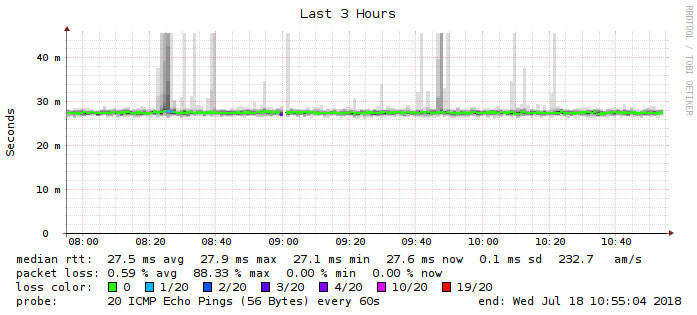 Last 3 Hours
RRDTOOL / TOBI OETIKER
Seconds
40 m
30 m
20 m
10 m
0
08:00 08:20 08:40 09:00 09:20 09:40 10:00 10:20 10:40
median rtt: 27.5 ms avg 27.9 ms max 27.1 ms min 27.6 ms now 0.1 ms sd 232.7 am/s
packet loss: 0.59 % avg 88.33 % max 0.00 % min 0.00 % now
loss color: 0 1/20 2/20 3/20 4/20 10/20 19/20
probe: 20 ICMP Echo Pings (56 Bytes) every 60s end: Wed Jul 18 10:55:04 2018